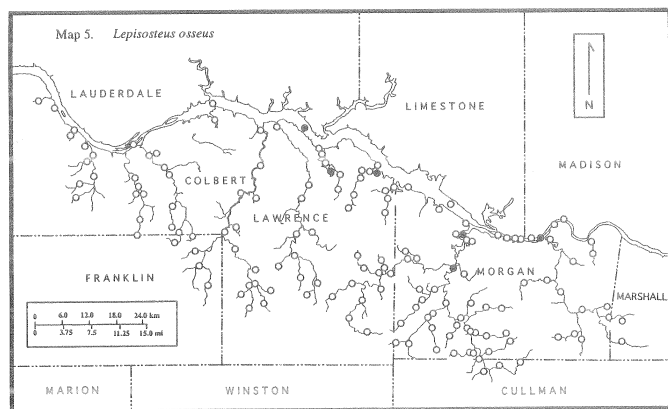 Map 5. Lepisosteus osseus
LAUDERDALE
LIMESTONE
N
MADISON
COLBERT
LAWRENCE
FRANKLIN
MORGAN
MARSHALL
0 6.0 12.0 18.0 24.0 km
0 3.75 7.5 11.25 15.0 mi
MARION
WINSTON
CULLMAN